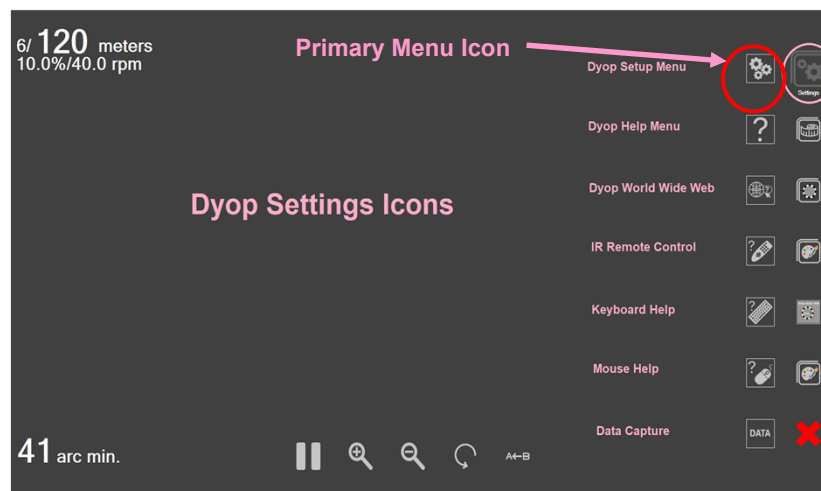 6/ 120 meters
10.0%/40.0 rpm
Primary Menu Icon
Dyop Setup Menu
Settings
Dyop Help Menu
?
Dyop Settings Icons
Dyop World Wide Web
?
IR Remote Control
?
Keyboard Help
?
Mouse Help
?
Data Capture
DATA
41 arc min.
A←B